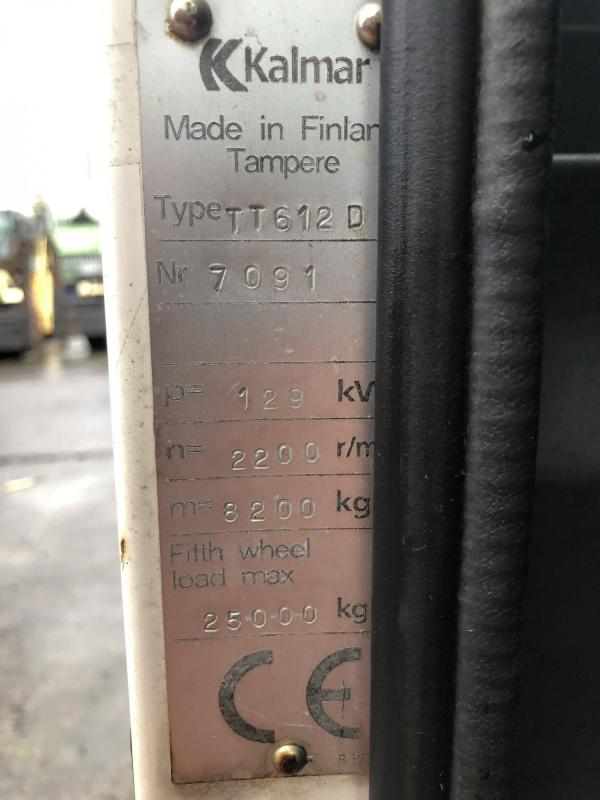 Kalmar
Made in Finlan
Tampere
Type TT612D
Nr 7091
p= 129 kW
n= 2200 r/m
m= 8200 kg
Fifth wheel
load max
25000 kg
CE